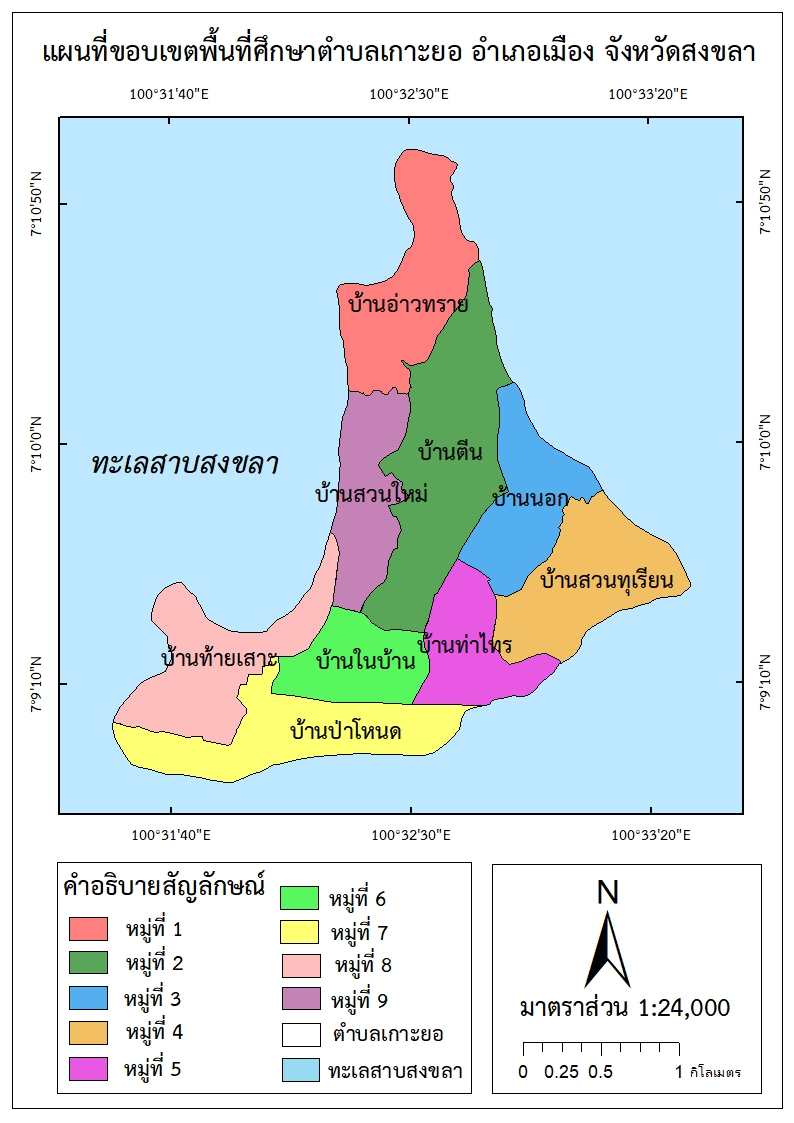 แผนที่ขอบเขตพื้นที่ศึกษาตำบลเกาะยอ อำเภอเมือง จังหวัดสงขลา
100°31'40"E 100°32'30"E 100°33'20"E
7°10'50"N 7°10'50"N
บ้านอ่าวทราย
7°10'0"N 7°10'0"N
บ้านตีน
ทะเลสาบสงขลา
บ้านสวนใหม่ บ้านนอก
บ้านสวนทุเรียน
บ้านท่าไทร
บ้านท้ายเสาะ บ้านในบ้าน
7°9'10"N 7°9'10"N
บ้านป่าโหนด
100°31'40"E 100°32'30"E 100°33'20"E
คำอธิบายสัญลักษณ์
หมู่ที่ 1
หมู่ที่ 2
หมู่ที่ 3
หมู่ที่ 4
หมู่ที่ 5
หมู่ที่ 6
หมู่ที่ 7
หมู่ที่ 8
หมู่ที่ 9
ตำบลเกาะยอ
ทะเลสาบสงขลา
N
มาตราส่วน 1:24,000
0 0.25 0.5 1 กิโลเมตร